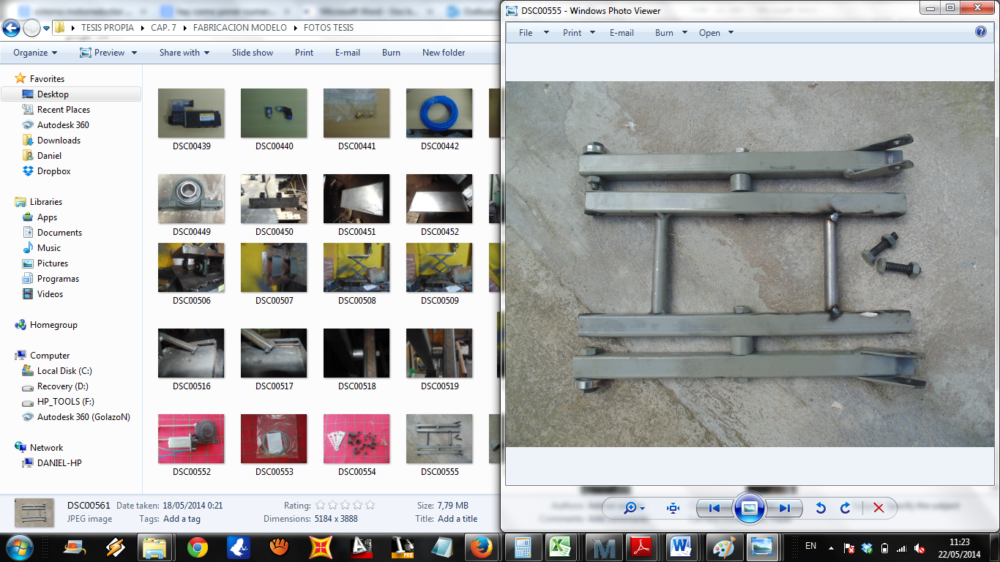 TESIS PROPIA CAP. 7 FABRICACION MODELO FOTOS TESIS
Organize Preview Share with Slide show Print E-mail Burn New folder
Favorites
Desktop
Recent Places
Autodesk 360
Downloads
Daniel
Dropbox
Libraries
Apps
Documents
Music
Pictures
Programas
Videos
Homegroup
Computer
Local Disk (C:)
Recovery (D:)
HP_TOOLS (F:)
Autodesk 360 (GolazoN)
Network
DANIEL-HP
DSC00439 DSC00440 DSC00441 DSC00442
DSC00449 DSC00450 DSC00451 DSC00452
DSC00506 DSC00507 DSC00508 DSC00509
DSC00516 DSC00517 DSC00518 DSC00519
DSC00552 DSC00553 DSC00554 DSC00555
DSC00561 Date taken: 18/05/2014 0:21 Rating: Size: 7,79 MB
JPEG image Tags: Add a tag Dimensions: 5184 x 3888 Title: Add a title
DSC00555 - Windows Photo Viewer
File Print E-mail Burn Open
the subject
EN 11:23
22/05/2014